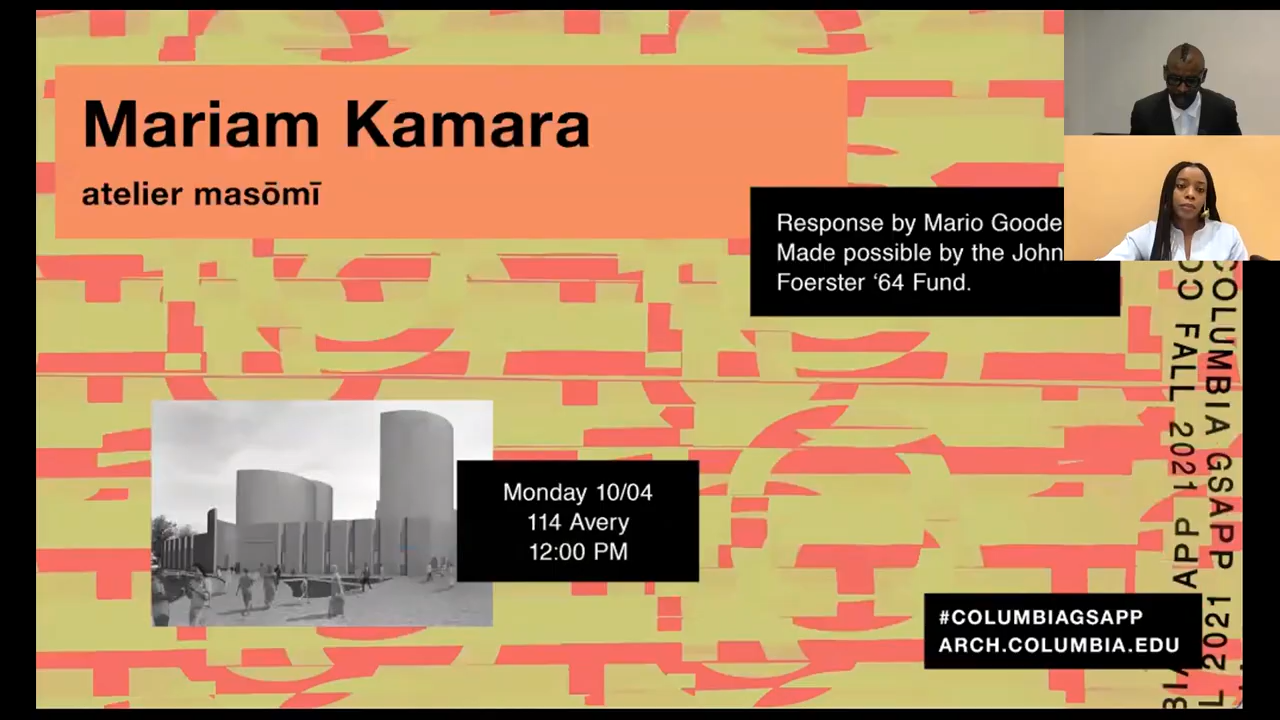 Mariam Kamara
atelier masōmī
Response by Mario Goode
Made possible by the John
Foerster ‘64 Fund.
Monday 10/04
114 Avery
12:00 PM
#COLUMBIAGSAPP
ARCH.COLUMBIA.EDU
COLUMBIA GSAPP 2021
FALL 2021